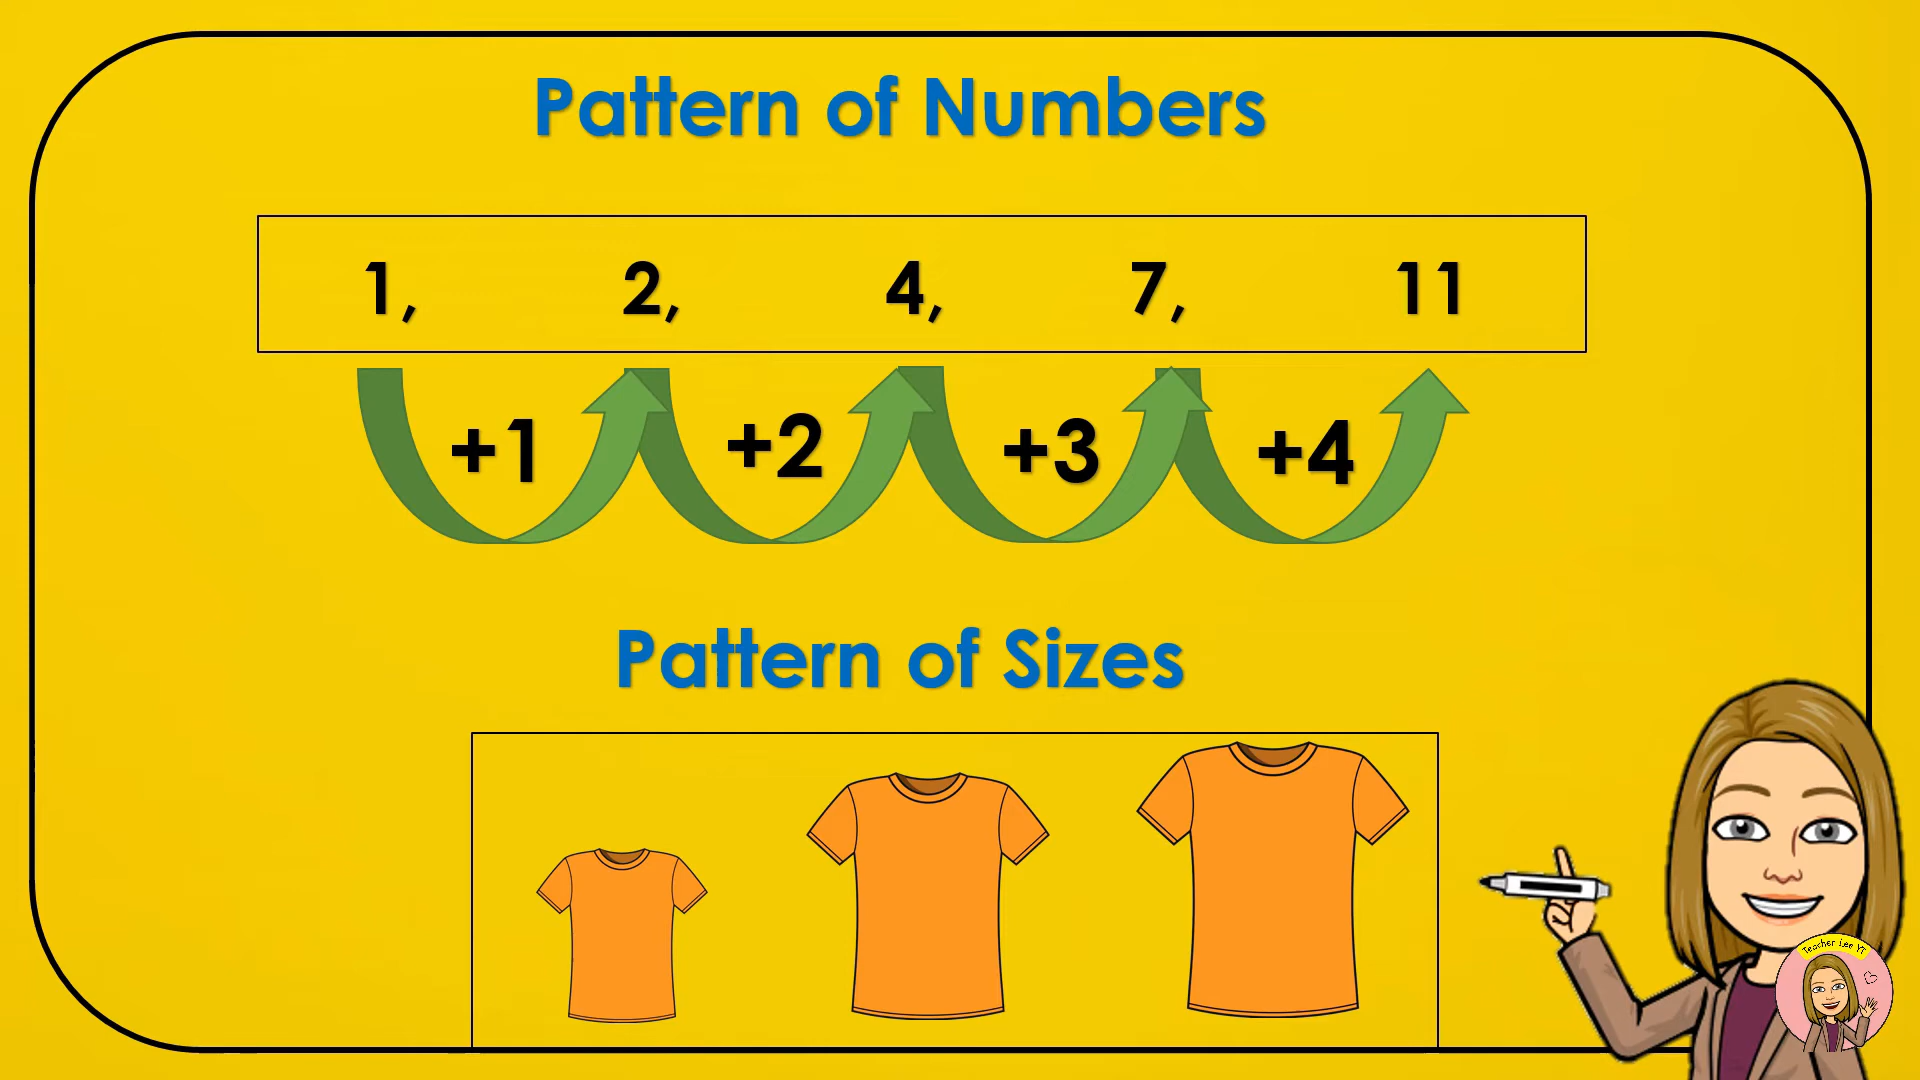 Pattern of Numbers
1, 2, 4, 7, 11
+1 +2 +3 +4
Pattern of Sizes
Teacher Lee YT